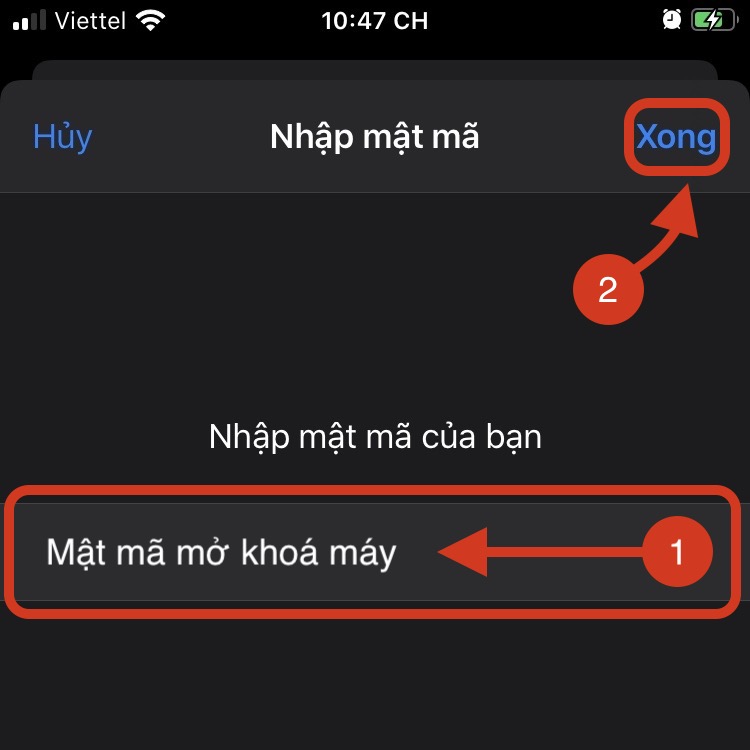 Viettel 10:47 CH
Hủy Nhập mật mã Xong
2
Nhập mật mã của bạn
Mật mã mở khoá máy 1